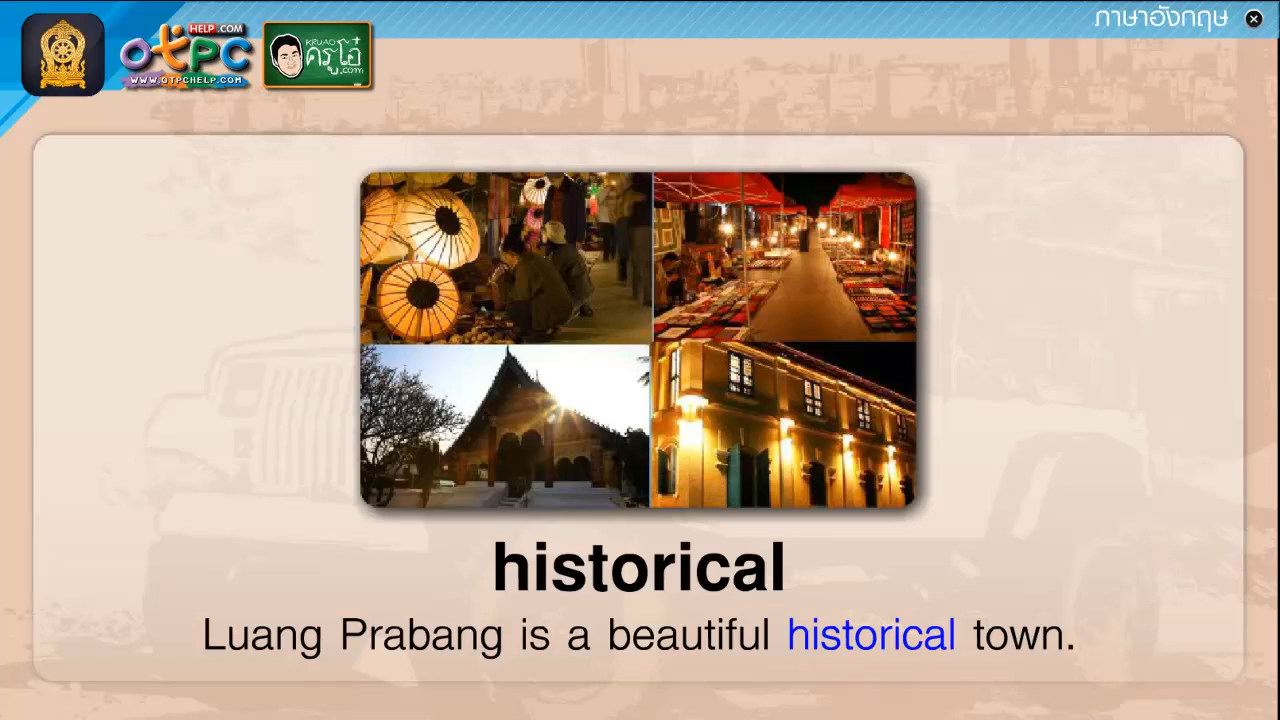 ภาษาอังกฤษ
HELP.COM
OTPC
WWW.OTPCHELP.COM
KRUAO
ครูโอ๋
.com
historical
Luang Prabang is a beautiful historical town.